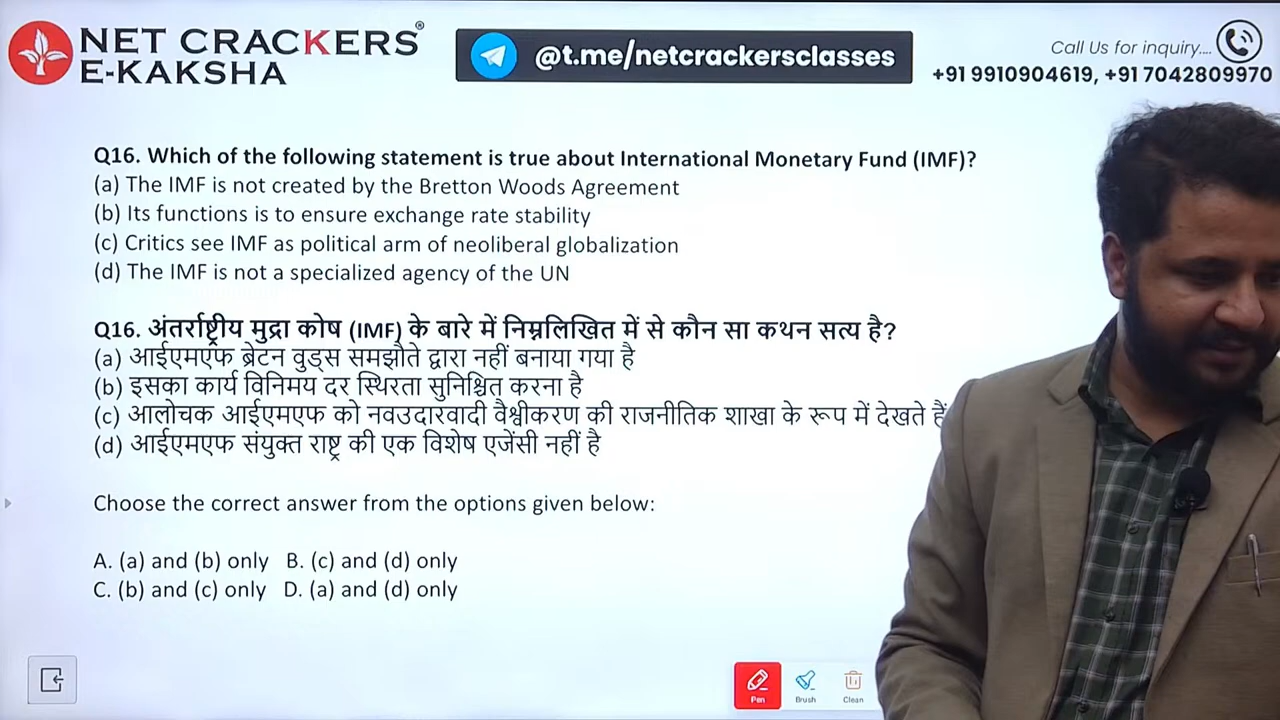 NET CRACKERS®
E-KAKSHA
@t.me/netcrackersclasses
Call Us for inquiry....
+91 9910904619, +91 7042809970
Q16. Which of the following statement is true about International Monetary Fund (IMF)?
(a) The IMF is not created by the Bretton Woods Agreement
(b) Its functions is to ensure exchange rate stability
(c) Critics see IMF as political arm of neoliberal globalization
(d) The IMF is not a specialized agency of the UN
Q16. अंतर्राष्ट्रीय मुद्रा कोष (IMF) के बारे में निम्नलिखित में से कौन सा कथन सत्य है?
(a) आईएमएफ ब्रेटन वुड्स समझौते द्वारा नहीं बनाया गया है
(b) इसका कार्य विनिमय दर स्थिरता सुनिश्चित करना है
(c) आलोचक आईएमएफ को नवउदारवादी वैश्वीकरण की राजनीतिक शाखा के रूप में देखते हैं
(d) आईएमएफ संयुक्त राष्ट्र की एक विशेष एजेंसी नहीं है
Choose the correct answer from the options given below:
A. (a) and (b) only B. (c) and (d) only
C. (b) and (c) only D. (a) and (d) only
Pen Brush Clean